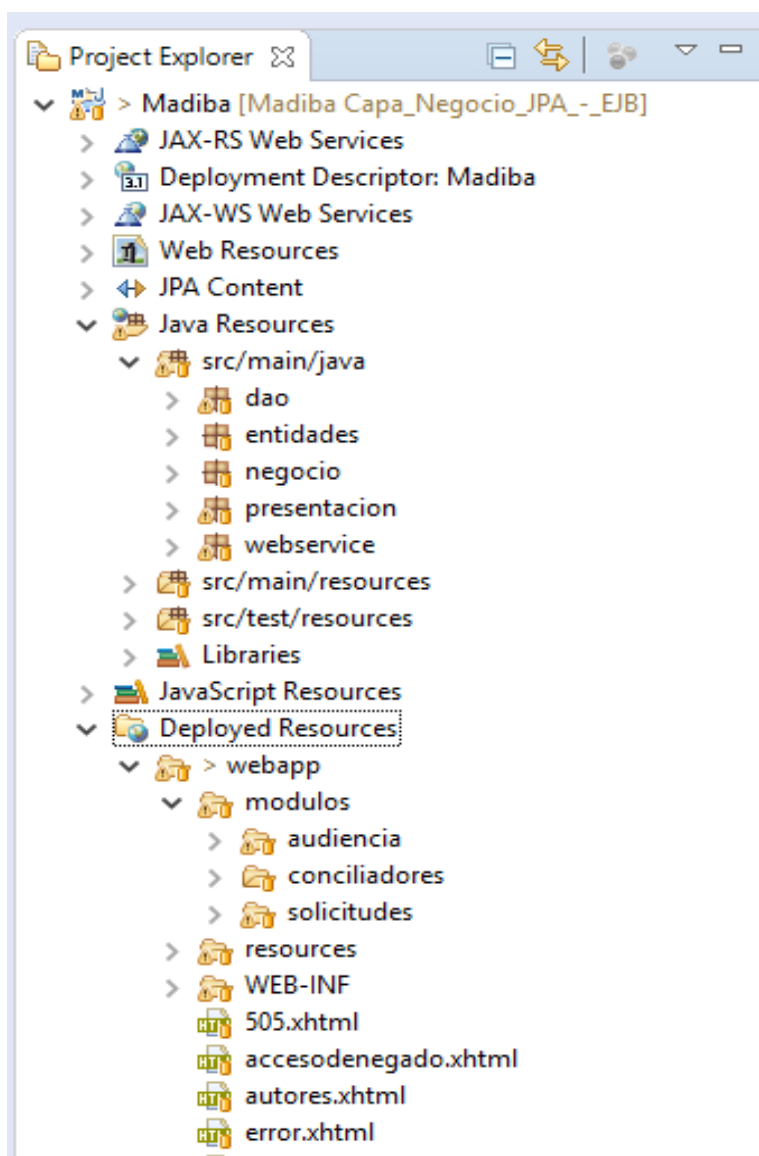 Project Explorer
> Madiba [Madiba Capa_Negocio_JPA_-_EJB]
JAX-RS Web Services
Deployment Descriptor: Madiba
JAX-WS Web Services
Web Resources
JPA Content
Java Resources
src/main/java
dao
entidades
negocio
presentacion
webservice
src/main/resources
src/test/resources
Libraries
JavaScript Resources
Deployed Resources
> webapp
modulos
audiencia
conciliadores
solicitudes
resources
WEB-INF
505.xhtml
accesodenegado.xhtml
autores.xhtml
error.xhtml